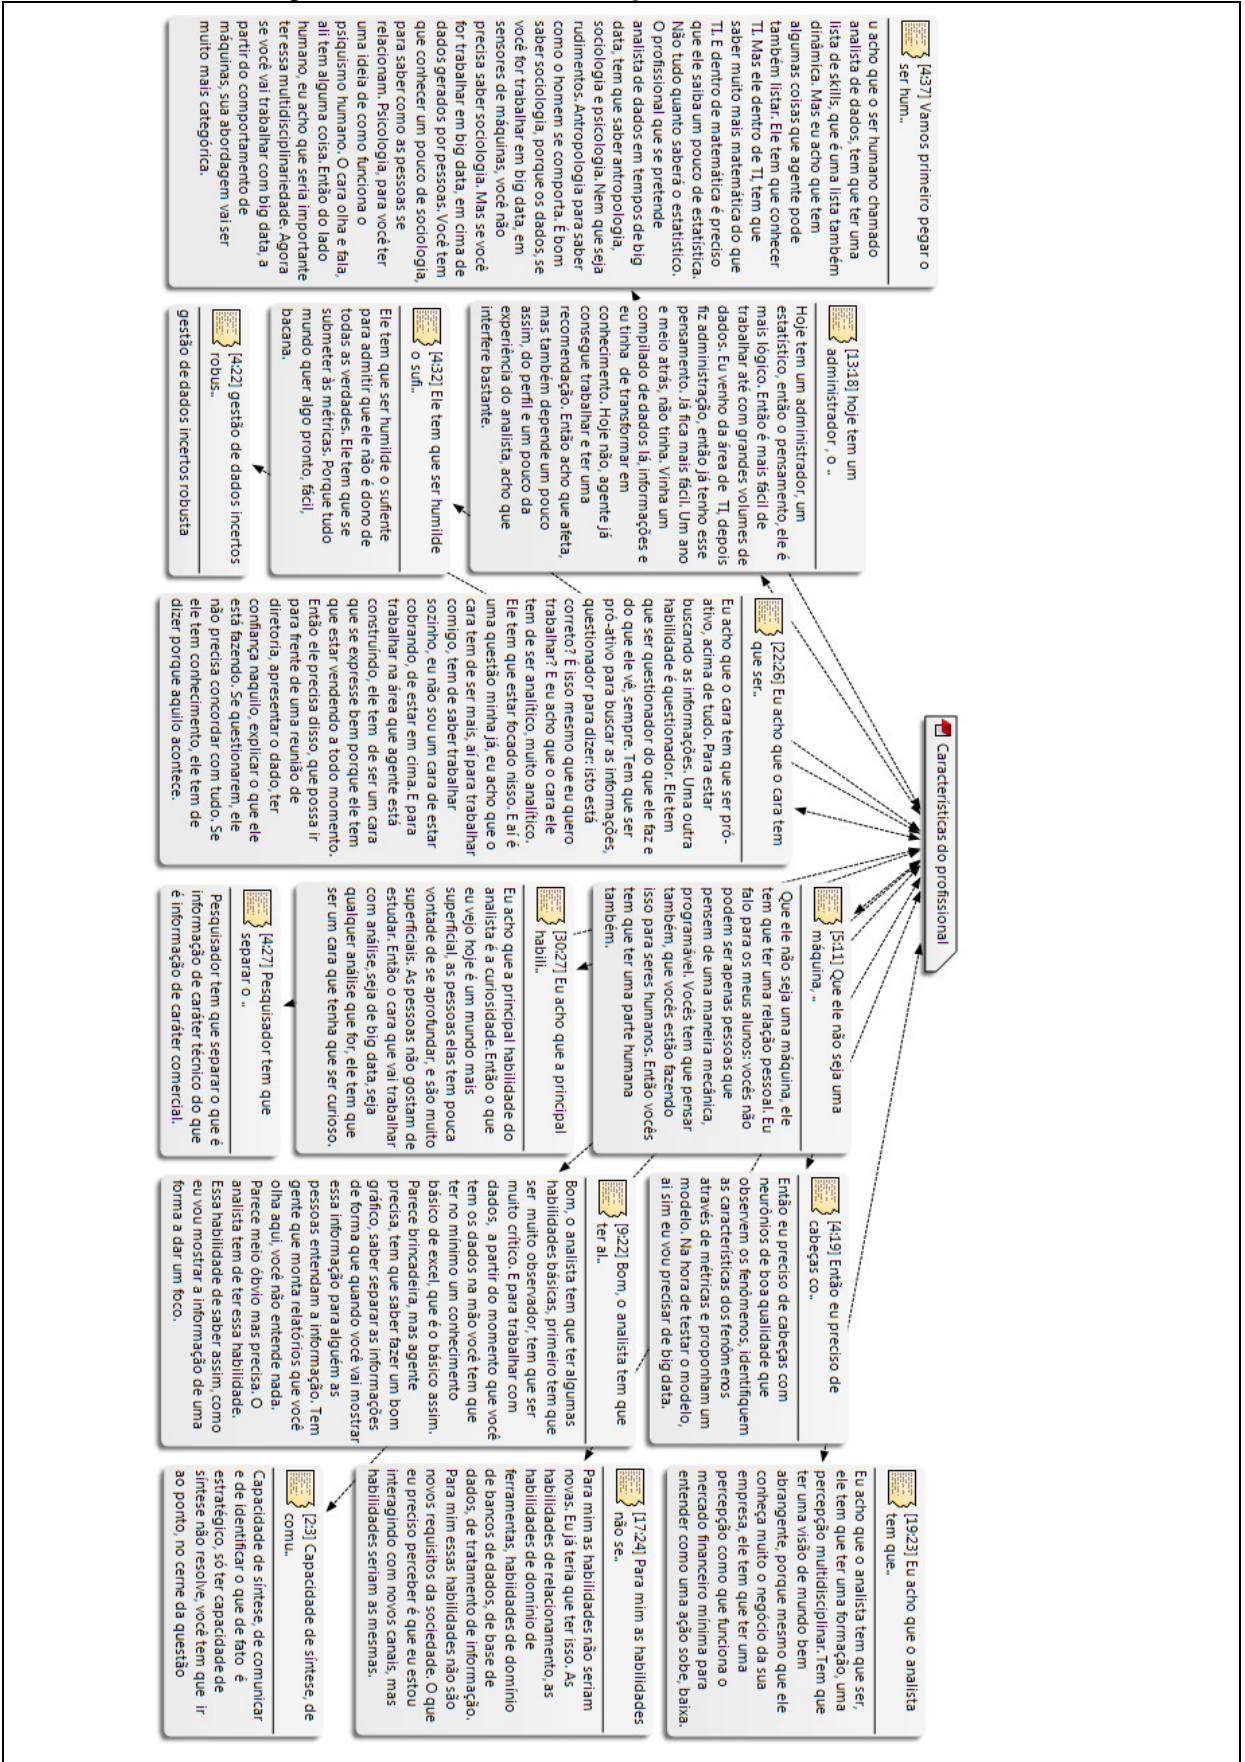 Características do profissional
[4:37] Vamos primeiro pegar o
ser hum..
u acho que o ser humano chamado
analista de dados, tem que ter uma
lista de skills, que é uma lista também
dinâmica. Mas eu acho que tem
algumas coisas que agente pode
também listar. Ele tem que conhecer
TI. Mas ele dentro de TI, tem que
saber muito mais matemática do que
TI. E dentro de matemática é preciso
que ele saiba um pouco de estatística.
Não tudo quanto saberá o estatístico.
O profissional que se pretende
analista de dados em tempos de big
data, tem que saber antropologia,
sociologia e psicologia. Nem que seja
rudimentos. Antropologia para saber
como o homem se comporta. É bom
saber sociologia, porque os dados, se
você for trabalhar em big data, em
sensores de máquinas, você não
precisa saber sociologia. Mas se você
for trabalhar em big data, em cima de
dados gerados por pessoas. Você tem
que conhecer um pouco de sociologia,
para saber como as pessoas se
relacionam. Psicologia, para você ter
uma ideia de como funciona o
psiquismo humano. O cara olha e fala,
ali tem alguma coisa. Então do lado
humano, eu acho que seria importante
ter essa multidisciplinariedade. Agora
se você vai trabalhar com big data, a
partir do comportamento de
máquinas, sua abordagem vai ser
muito mais categórica.
[13:18] hoje tem um
administrador , o ..
Hoje tem um administrador, um
estatístico, então o pensamento, ele é
mais lógico. Então é mais fácil de
trabalhar até com grandes volumes de
dados. Eu venho da área de TI, depois
fiz administração, então já tenho esse
pensamento. Já fica mais fácil. Um ano
e meio atrás, não tinha. Vinha um
compilado de dados lá, informações e
eu tinha de transformar em
conhecimento. Hoje não, agente já
consegue trabalhar e ter uma
recomendação. Então acho que afeta,
mas também depende um pouco
assim, do perfil e um pouco da
experiência do analista, acho que
interfere bastante.
[4:32] Ele tem que ser humilde
o sufi..
Ele tem que ser humilde o sufiente
para admitir que ele não é dono de
todas as verdades. Ele tem que se
submeter às métricas. Porque tudo
mundo quer algo pronto, fácil,
bacana.
[4:22] gestão de dados incertos
robus..
gestão de dados incertos robusta
[22:26] Eu acho que o cara tem
que ser..
Eu acho que o cara tem que ser pró-
ativo, acima de tudo. Para estar
buscando as informações. Uma outra
habilidade é questionador. Ele tem
que ser questionador do que ele faz e
do que ele vê, sempre. Tem que ser
pró-ativo para buscar as informações,
questionador para dizer: isto está
correto? É isso mesmo que eu quero
trabalhar? E eu acho que o cara ele
tem de ser analítico, muito analítico.
Ele tem que estar focado nisso. E aí é
uma questão minha já, eu acho que o
cara tem de ser mais, aí para trabalhar
comigo, tem de saber trabalhar
sozinho, eu não sou um cara de estar
cobrando, de estar em cima. E para
trabalhar na área que agente está
construindo, ele tem  de ser um cara
que se expresse bem porque ele tem
que estar vendendo a todo momento.
Então ele precisa disso, que possa ir
para frente de uma reunião de
diretoria, apresentar o dado, ter
confiança naquilo, explicar o que ele
está fazendo. Se questionarem, ele
não precisa concordar com tudo. Se
ele tem conhecimento, ele tem de
dizer porque aquilo acontece.
[5:11] Que ele não seja uma
máquina, ..
Que ele não seja uma máquina, ele
tem que ter uma relação pessoal. Eu
falo para os meus alunos: vocês não
podem ser apenas pessoas que
pensem de uma maneira mecânica,
programável. Vocês tem que pensar
também, que vocês estão fazendo
isso para seres humanos. Então vocês
tem que ter uma parte humana
também.
[30:27] Eu acho que a principal
habili..
Eu acho que a principal habilidade do
analista é a curiosidade. Então o que
eu vejo hoje é um mundo mais
superficial, as pessoas elas tem pouca
vontade de se aprofundar, e são muito
superficiais. As pessoas não gostam de
estudar. Então o cara que vai trabalhar
com análise, seja de big data, seja
qualquer análise que for, ele tem que
ser um cara que tenha que ser curioso.
[4:27] Pesquisador tem que
separar o ..
Pesquisador tem que separar o que é
informação de caráter técnico do que
é informação de caráter comercial.
[4:19] Então eu preciso de
cabeças co..
Então eu preciso de cabeças com
neurônios de boa qualidade que
observem os fenômenos, identifiquem
as características dos fenômenos
através de métricas e proponham um
modelo. Na hora de testar o modelo,
ai sim eu vou precisar de big data.
[9:22] Bom, o analista tem que
ter al..
Bom, o analista tem que ter algumas
habilidades básicas, primeiro tem que
ser  muito observador, tem que ser
muito crítico. E para trabalhar com
dados, a partir do momento que você
tem os dados na mão você tem que
ter no mínimo um conhecimento
básico de excel, que é o básico assim.
Parece brincadeira, mas agente
precisa, tem que saber fazer um bom
gráfico, saber separar as informações
de forma que quando você vai mostrar
essa informação para alguém as
pessoas entendam a informação. Tem
gente que monta relatórios que você
olha aqui, você não entende nada.
Parece meio óbvio mas precisa. O
analista tem de ter essa habilidade.
Essa habilidade de saber assim, como
eu vou mostrar a informação de uma
forma a dar um foco.
[19:23] Eu acho que o analista
tem que..
Eu acho que o analista tem que ser,
ele tem que ter uma formação, uma
percepção multidisciplinar. Tem que
ter uma visão de mundo bem
abrangente, porque mesmo que ele
conheça muito o negócio da sua
empresa, ele tem que ter uma
percepção como que funciona o
mercado financeiro mínima para
entender como uma ação sobe, baixa.
[17:24] Para mim as habilidades
não se..
Para mim as habilidades não seriam
novas. Eu já teria que ter isso. As
habilidades de relacionamento, as
habilidades de domínio de
ferramentas, habilidades de domínio
de bancos de dados, de base de
dados, de tratamento de informação.
Para mim essas habilidades não são
novos requisitos da sociedade. O que
eu preciso perceber é que eu estou
interagindo com novos canais, mas
habilidades seriam as mesmas.
[2:3] Capacidade de síntese, de
comu..
Capacidade de síntese, de comunicar
e de identificar o que de fato  é
estratégico, só ter capacidade de
síntese não resolve, você tem que  ir
ao ponto, no cerne da questão